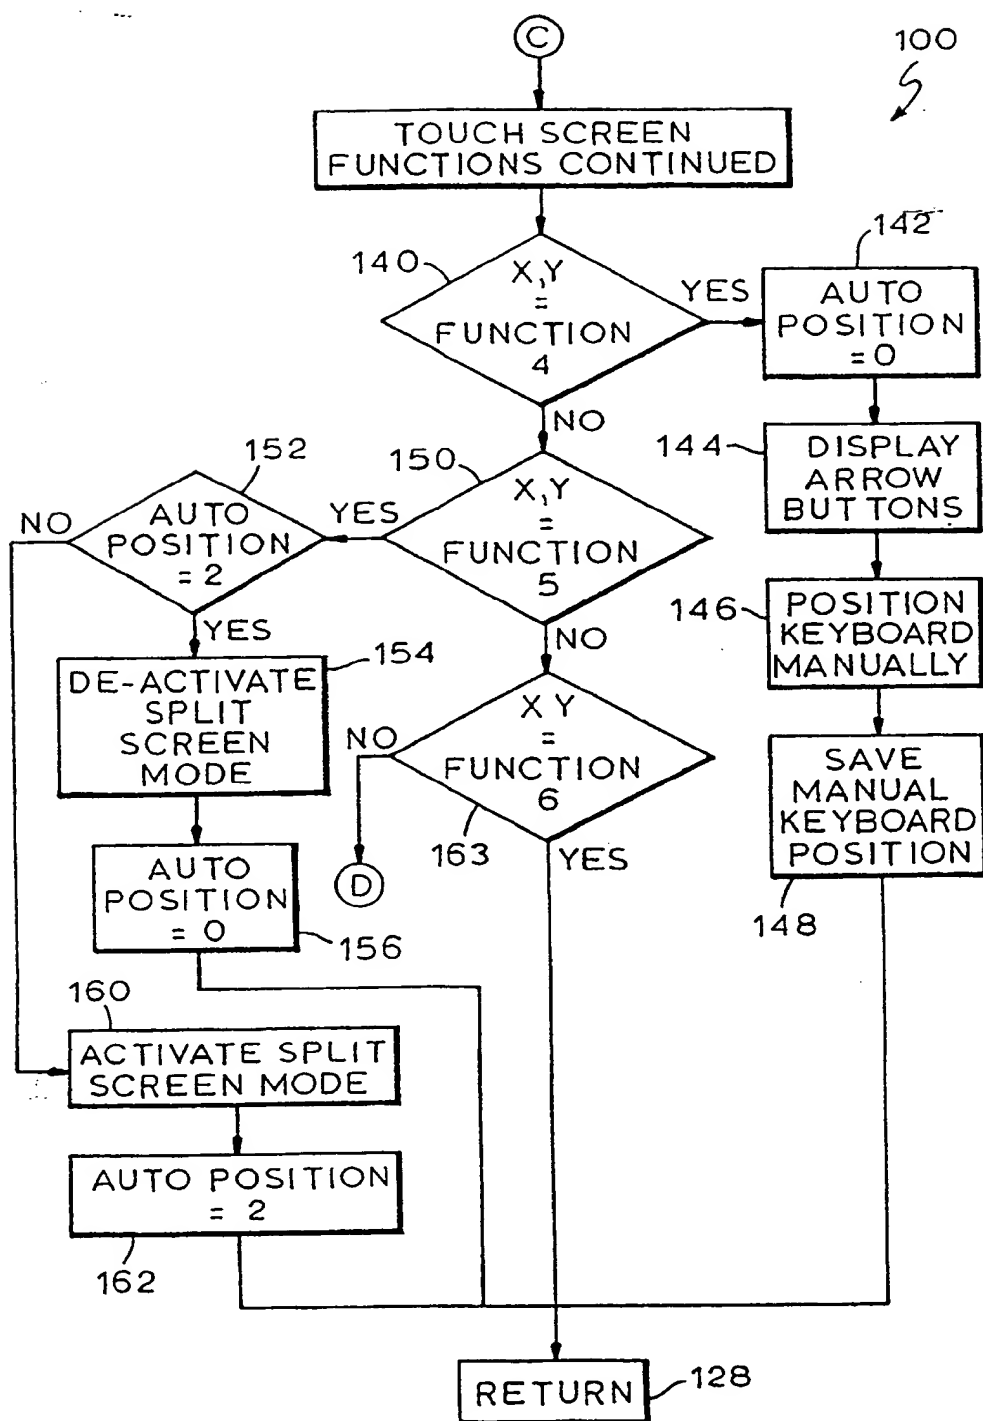 C
100
TOUCH SCREEN
FUNCTIONS CONTINUED
140
X,Y
=
FUNCTION
4
YES
142
AUTO
POSITION
=0
NO
144
DISPLAY
ARROW
BUTTONS
150
X,Y
=
FUNCTION
5
YES
152
AUTO
POSITION
= 2
NO
YES
NO
146
POSITION
KEYBOARD
MANUALLY
154
DE-ACTIVATE
SPLIT
SCREEN
MODE
X Y
=
FUNCTION
6
NO
163
YES
D
SAVE
MANUAL
KEYBOARD
POSITION
148
AUTO
POSITION
= 0
156
160
ACTIVATE SPLIT
SCREEN MODE
AUTO POSITION
= 2
162
RETURN
128